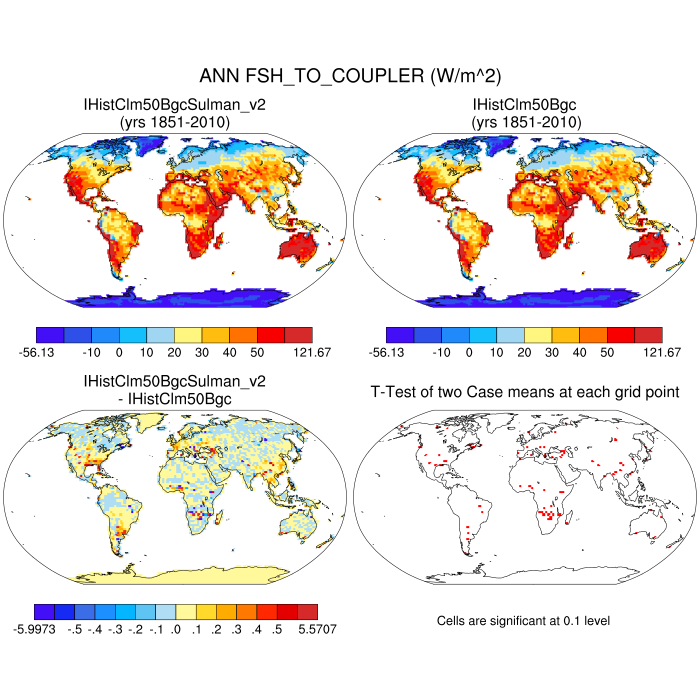 ANN FSH_TO_COUPLER (W/m^2)
IHistClm50BgcSulman_v2
(yrs 1851-2010)
IHistClm50Bgc
(yrs 1851-2010)
-56.13 -10 0 10 20 30 40 50 121.67
-56.13 -10 0 10 20 30 40 50 121.67
IHistClm50BgcSulman_v2
- IHistClm50Bgc
T-Test of two Case means at each grid point
-5.9973 -.5 -.4 -.3 -.2 -.1 .0 .1 .2 .3 .4 .5 5.5707
Cells are significant at 0.1 level